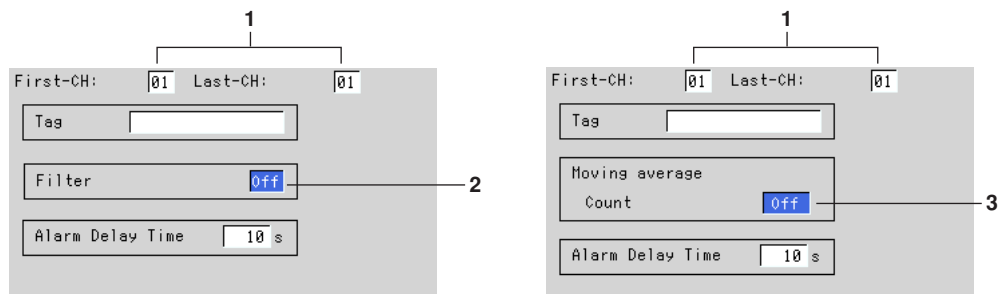 1
First-CH: 01 Last-CH: 01
Tag
Filter Off
2
Alarm Delay Time 10 s
1
First-CH: 01 Last-CH: 01
Tag
Moving average
Count Off
3
Alarm Delay Time 10 s